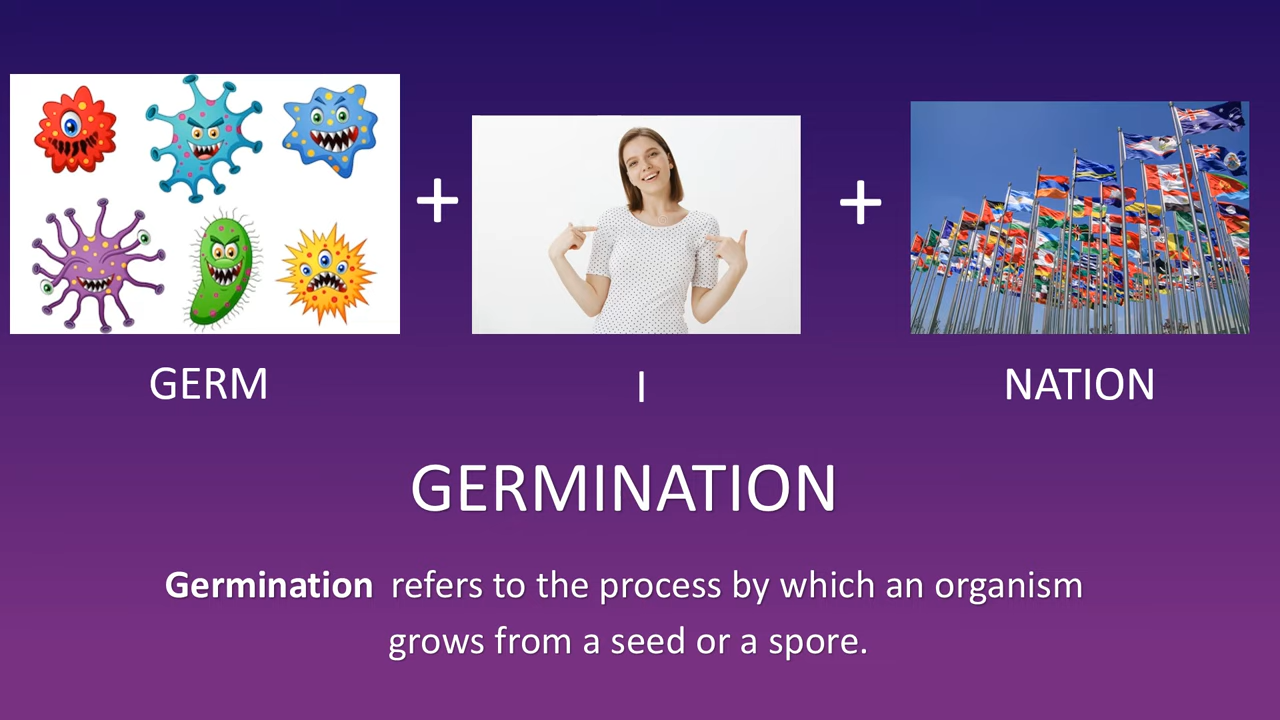 + +
GERM I NATION
GERMINATION
Germination refers to the process by which an organism
grows from a seed or a spore.